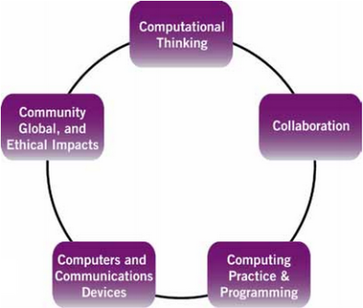 Computational
Thinking
Collaboration
Computing
Practice &
Programming
Computers and
Communications
Devices
Community
Global, and
Ethical Impacts